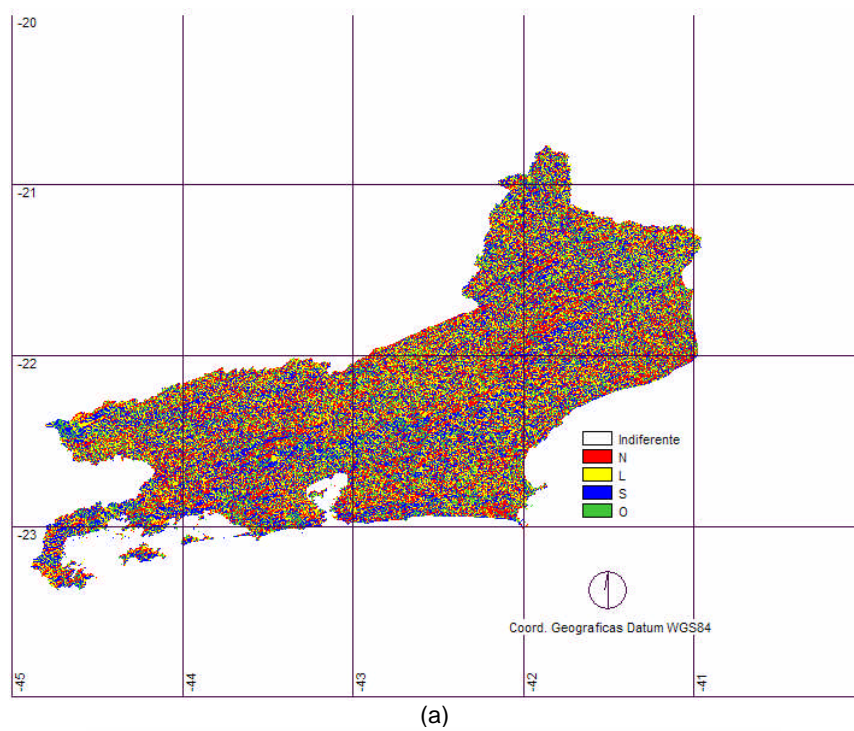 -20
-21
-22
-23
Indiferente
N
L
S
O
Coord. Geograficas Datum WGS84
-45
-44
-43
-42
-41
(a)